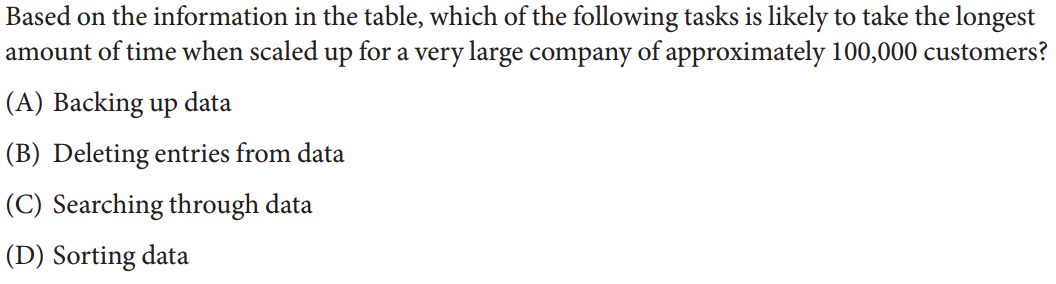 Based on the information in the table, which of the following tasks is likely to take the longest
amount of time when scaled up for a very large company of approximately 100,000 customers?
(A) Backing up data
(B) Deleting entries from data
(C) Searching through data
(D) Sorting data